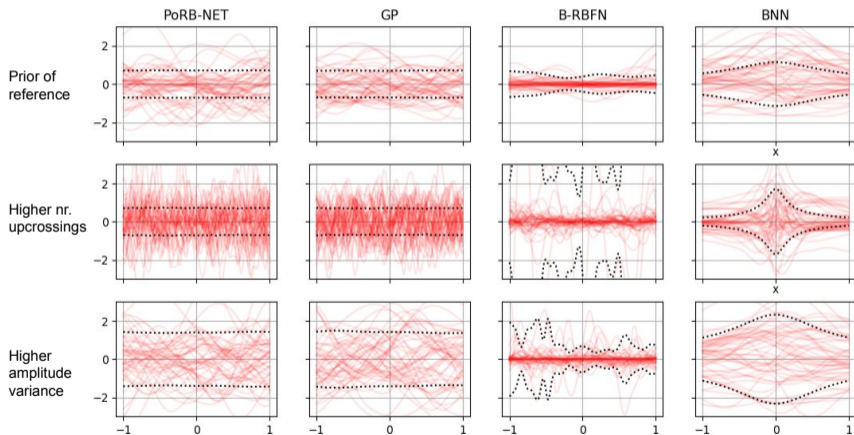 PoRB-NET GP B-RBFN BNN
Prior of
reference
2
0
−2
x
Higher nr.
upcrossings
2
0
−2
x
Higher
amplitude
variance
2
0
−2
−1 0 1 −1 0 1 −1 0 1 −1 0 1